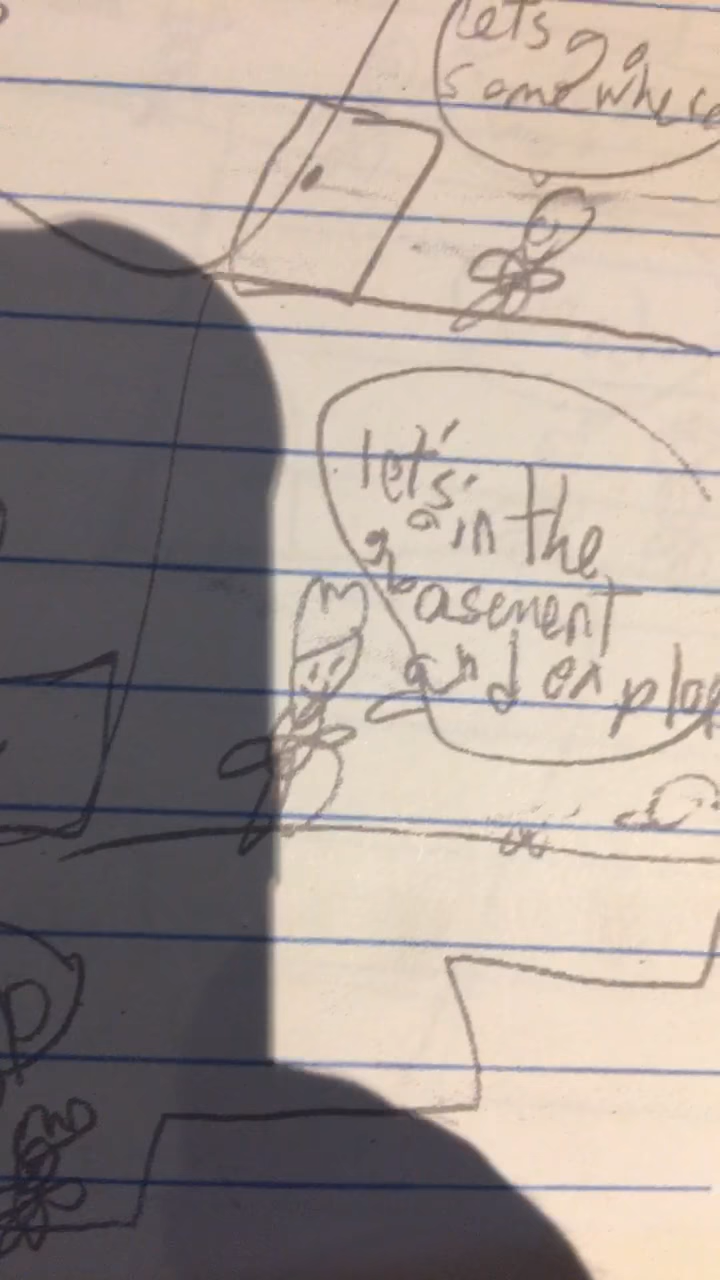 lets go
somewhere
let's
go in the
basement
and explo